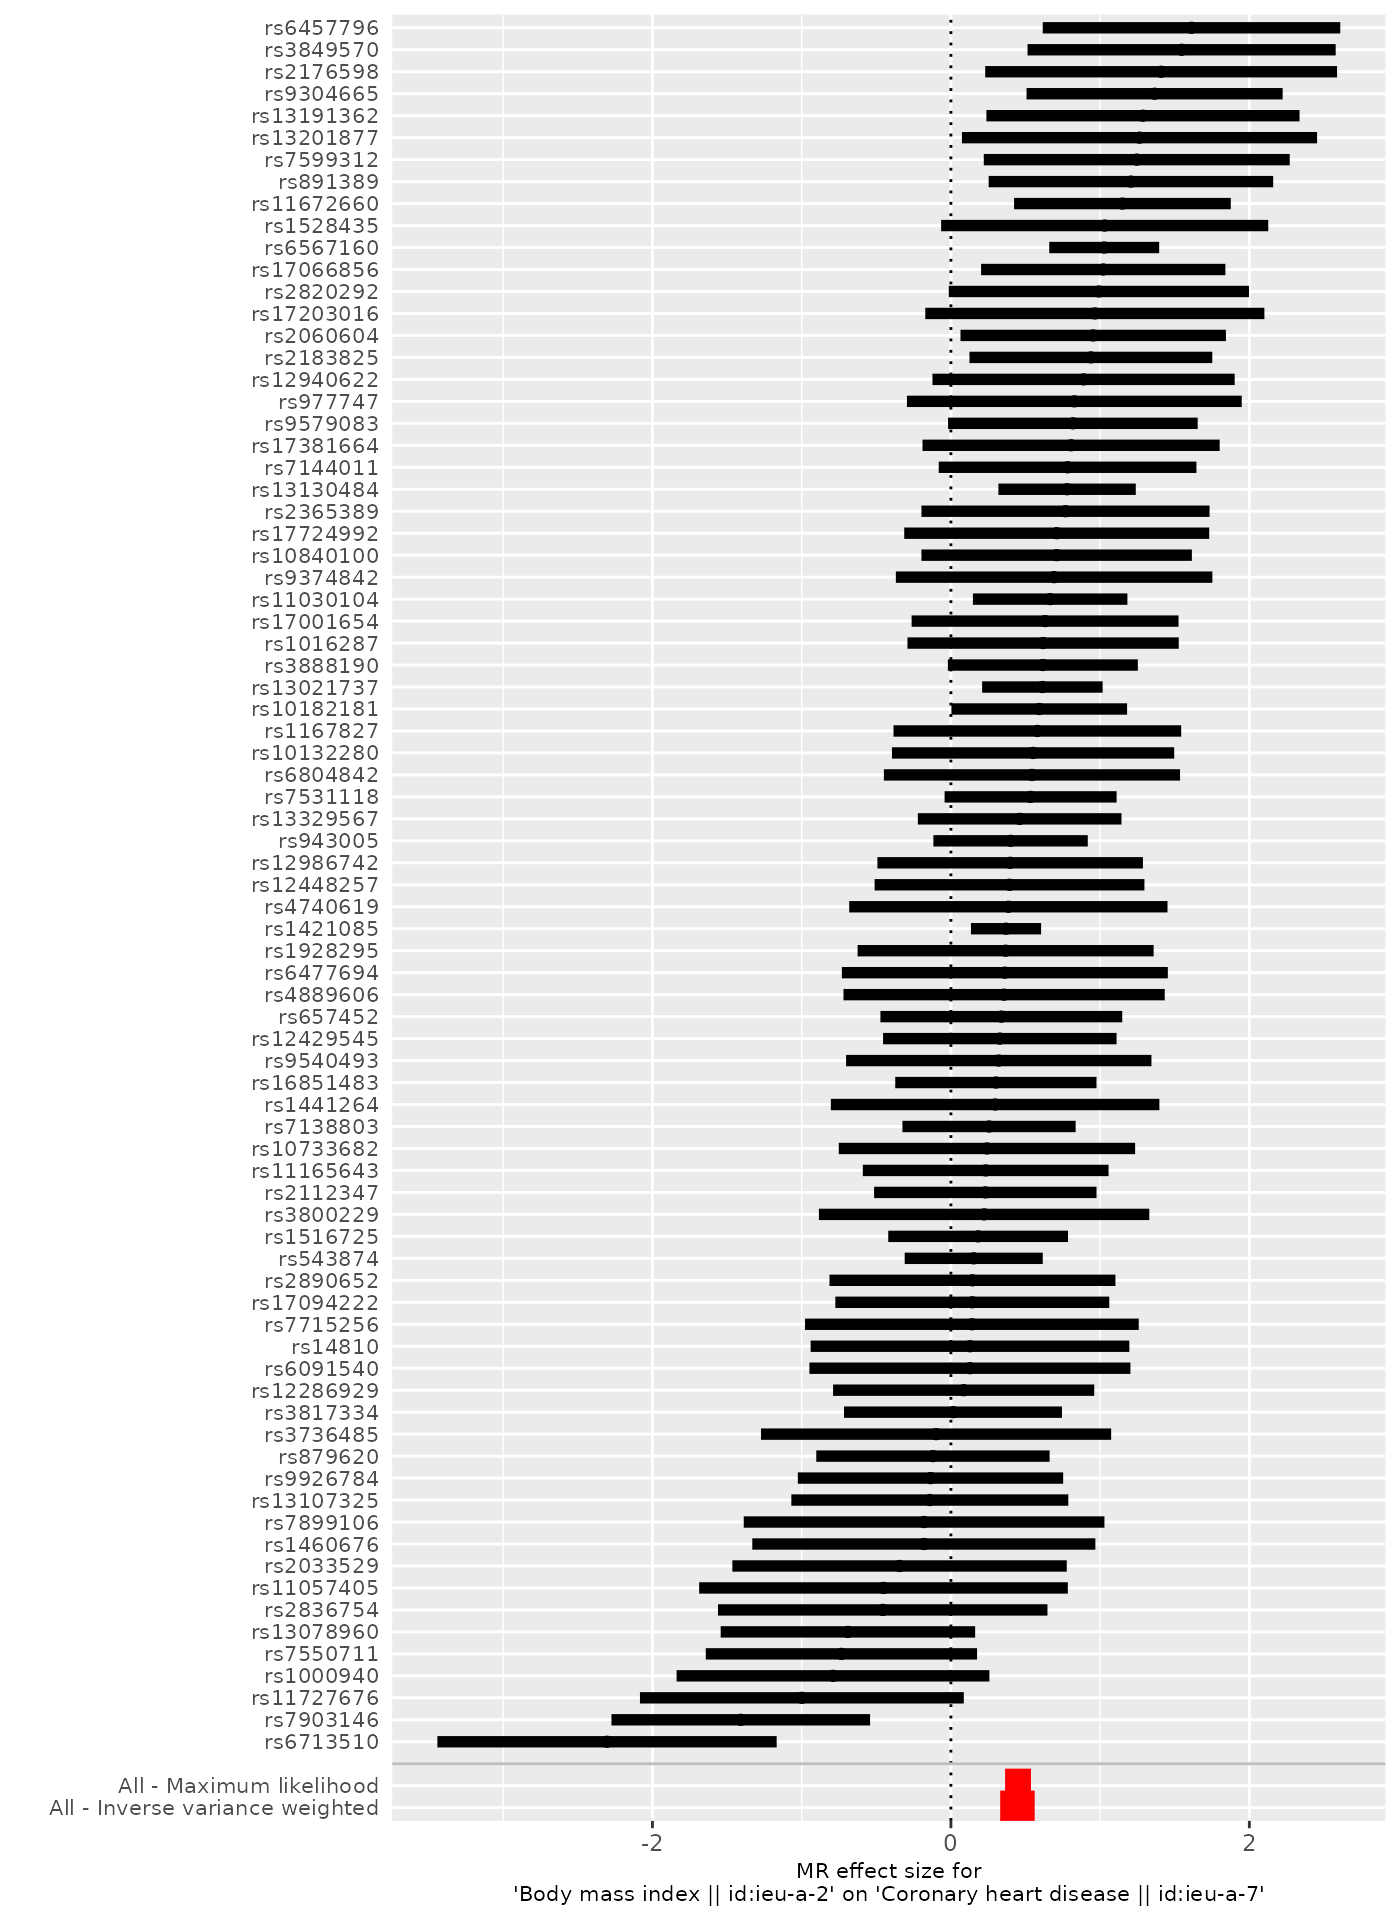 rs6457796
rs3849570
rs2176598
rs9304665
rs13191362
rs13201877
rs7599312
rs891389
rs11672660
rs1528435
rs6567160
rs17066856
rs2820292
rs17203016
rs2060604
rs2183825
rs12940622
rs977747
rs9579083
rs17381664
rs7144011
rs13130484
rs2365389
rs17724992
rs10840100
rs9374842
rs11030104
rs17001654
rs1016287
rs3888190
rs13021737
rs10182181
rs1167827
rs10132280
rs6804842
rs7531118
rs13329567
rs943005
rs12986742
rs12448257
rs4740619
rs1421085
rs1928295
rs6477694
rs4889606
rs657452
rs12429545
rs9540493
rs16851483
rs1441264
rs7138803
rs10733682
rs11165643
rs2112347
rs3800229
rs1516725
rs543874
rs2890652
rs17094222
rs7715256
rs14810
rs6091540
rs12286929
rs3817334
rs3736485
rs879620
rs9926784
rs13107325
rs7899106
rs1460676
rs2033529
rs11057405
rs2836754
rs13078960
rs7550711
rs1000940
rs11727676
rs7903146
rs6713510
All - Maximum likelihood
All - Inverse variance weighted
-2 0 2
MR effect size for
'Body mass index || id:ieu-a-2' on 'Coronary heart disease || id:ieu-a-7'